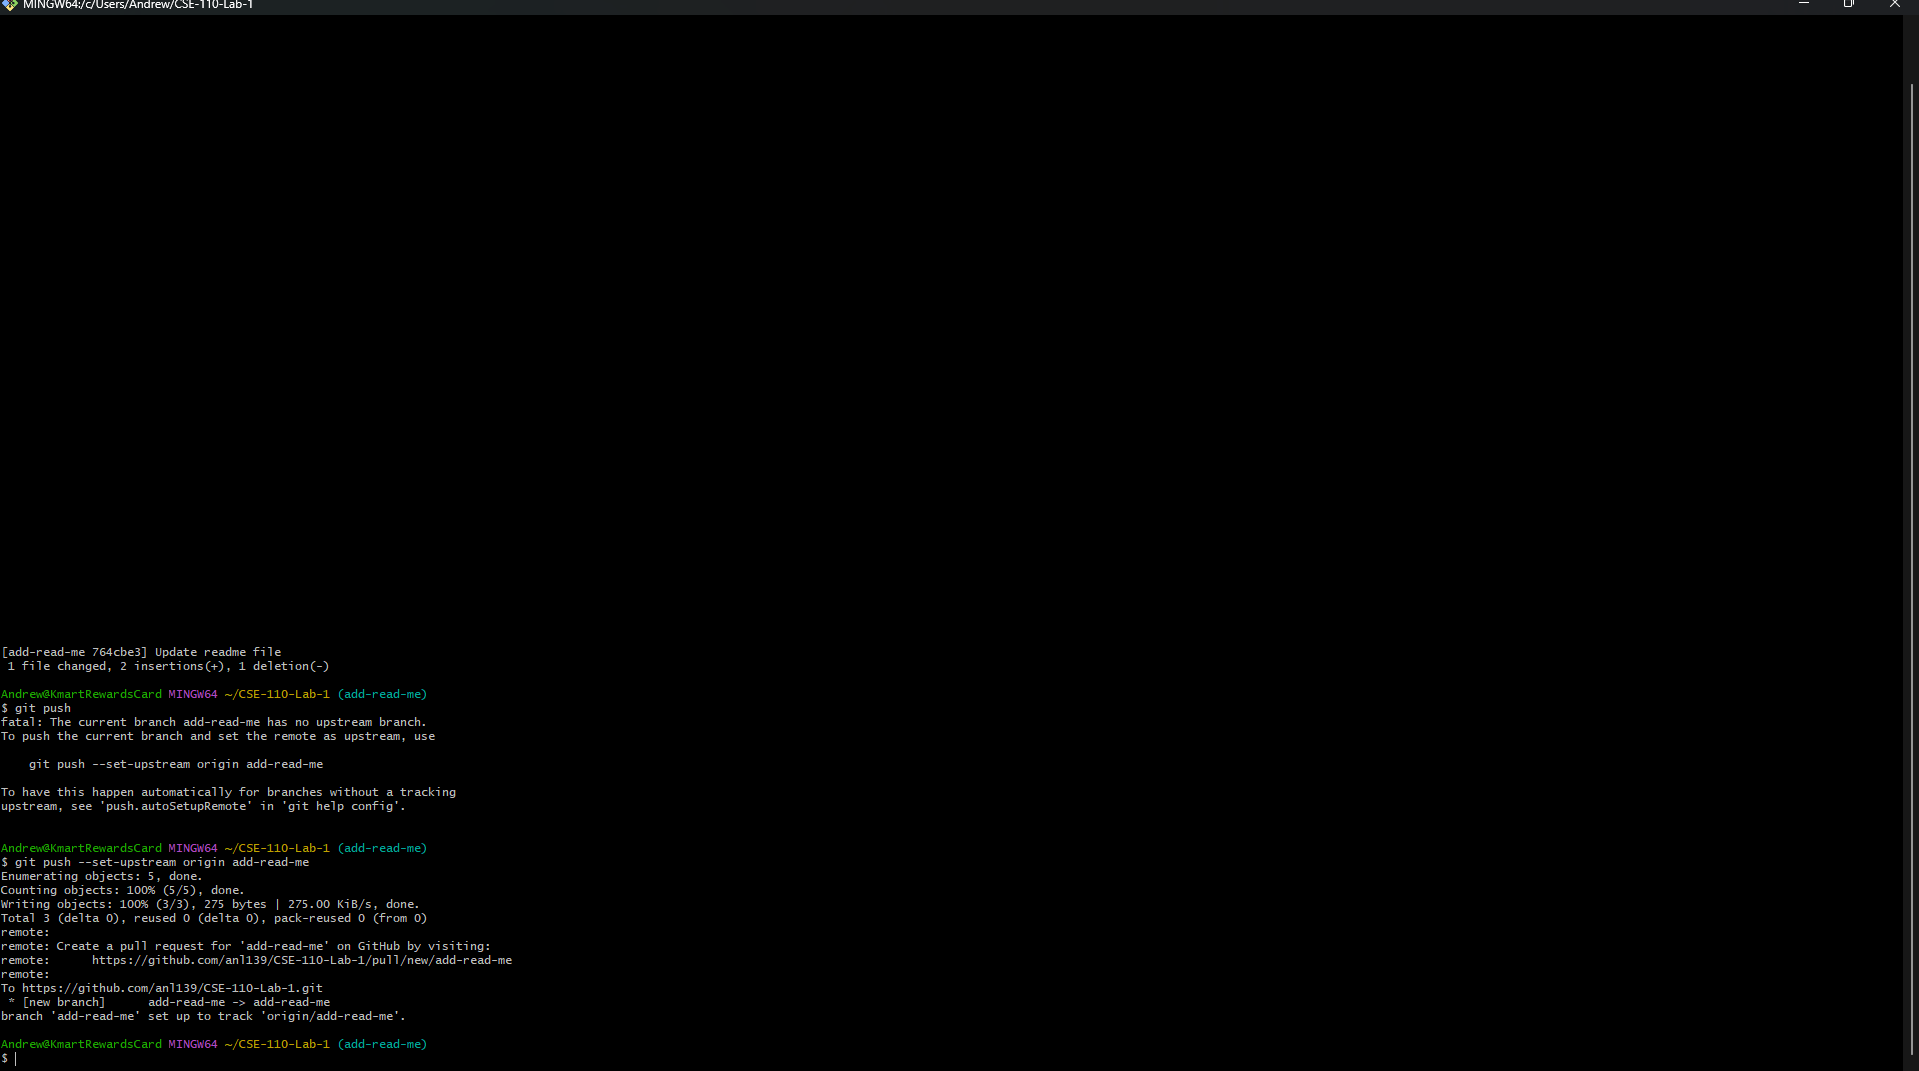 MINGW64:/c/Users/Andrew/CSE-110-Lab-1
[add-read-me 764cbe3] Update readme file
 1 file changed, 2 insertions(+), 1 deletion(-)
Andrew@KmartRewardsCard MINGW64 ~/CSE-110-Lab-1 (add-read-me)
$ git push
fatal: The current branch add-read-me has no upstream branch.
To push the current branch and set the remote as upstream, use
    git push --set-upstream origin add-read-me
To have this happen automatically for branches without a tracking
upstream, see 'push.autoSetupRemote' in 'git help config'.
Andrew@KmartRewardsCard MINGW64 ~/CSE-110-Lab-1 (add-read-me)
$ git push --set-upstream origin add-read-me
Enumerating objects: 5, done.
Counting objects: 100% (5/5), done.
Writing objects: 100% (3/3), 275 bytes | 275.00 KiB/s, done.
Total 3 (delta 0), reused 0 (delta 0), pack-reused 0 (from 0)
remote:
remote: Create a pull request for 'add-read-me' on GitHub by visiting:
remote:      https://github.com/anl139/CSE-110-Lab-1/pull/new/add-read-me
remote:
To https://github.com/anl139/CSE-110-Lab-1.git
 * [new branch]      add-read-me -> add-read-me
branch 'add-read-me' set up to track 'origin/add-read-me'.
Andrew@KmartRewardsCard MINGW64 ~/CSE-110-Lab-1 (add-read-me)
$